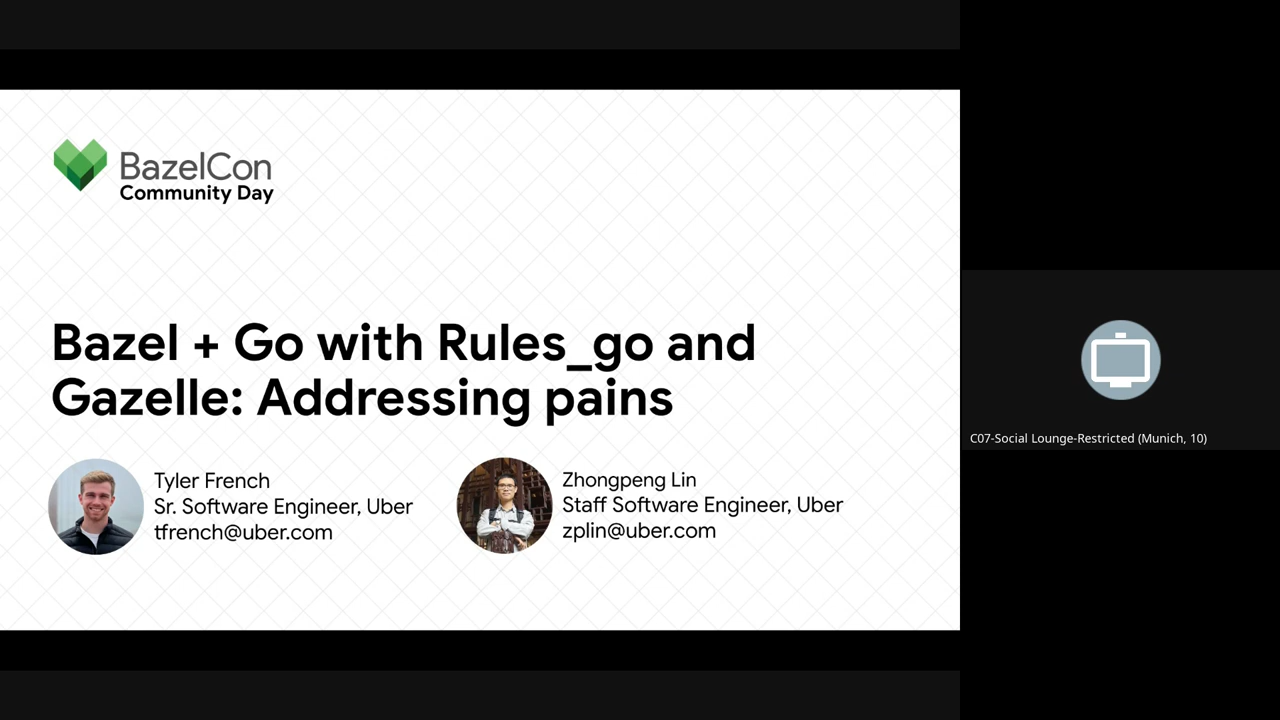 BazelCon
Community Day
Bazel + Go with Rules_go and
Gazelle: Addressing pains
Tyler French
Sr. Software Engineer, Uber
tfrench@uber.com
Zhongpeng Lin
Staff Software Engineer, Uber
zplin@uber.com
C07-Social Lounge-Restricted (Munich, 10)